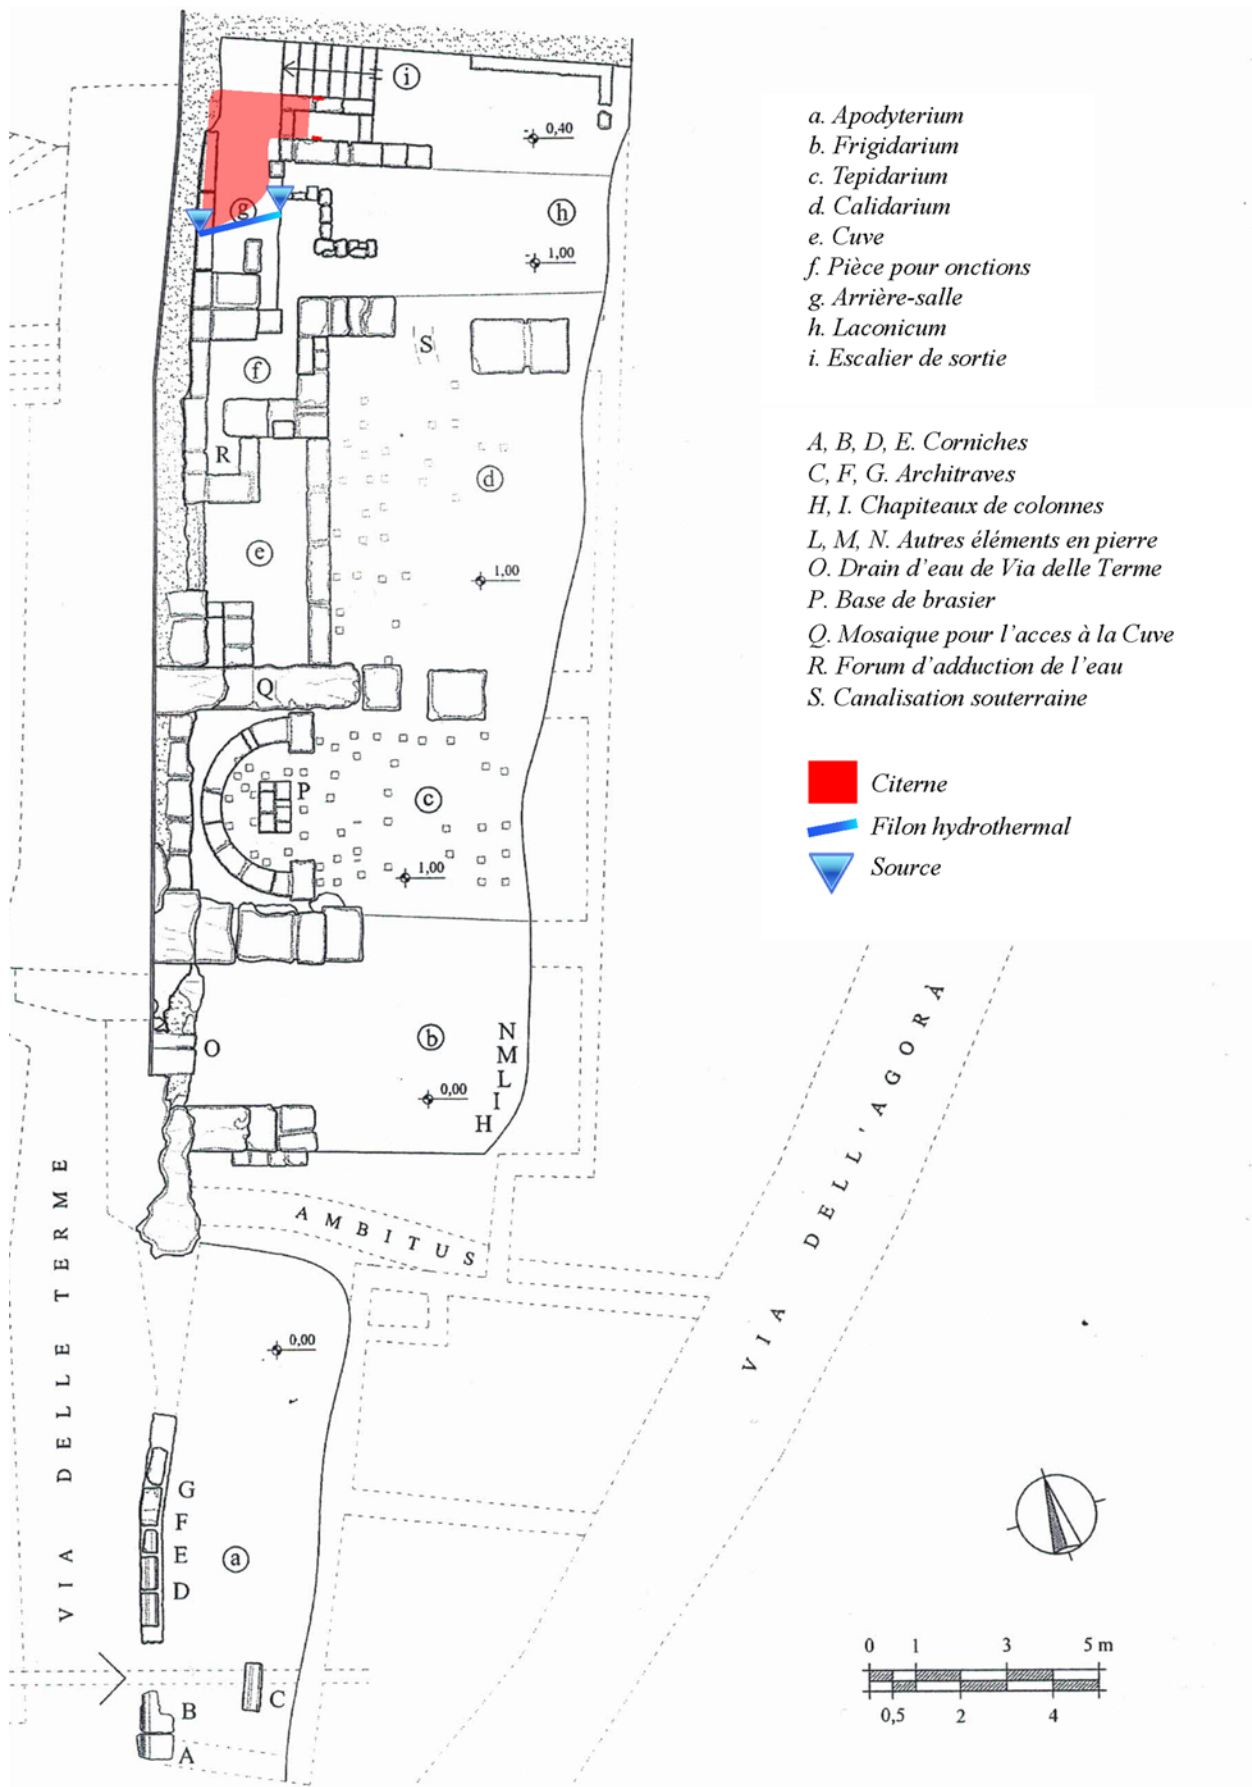 i
a. Apodyterium
b. Frigidarium
c. Tepidarium
d. Calidarium
e. Cuve
f. Pièce pour onctions
g. Arrière-salle
h. Laconicum
i. Escalier de sortie
-0,40
g
h
1,00
S
f
A, B, D, E. Corniches
C, F, G. Architraves
H, I. Chapiteaux de colonnes
L, M, N. Autres éléments en pierre
O. Drain d'eau de Via delle Terme
P. Base de brasier
Q. Mosaique pour l'acces à la Cuve
R. Forum d'adduction de l'eau
S. Canalisation souterraine
R
d
e
1,00
Q
Citerne
Filon hydrothermal
Source
P
c
1,00
b
O
N
M
L
I
H
0,00
VIA DELL'AGORÀ
AMBITUS
VIA DELLE TERME
0,00
G
F
E
D
a
C
B
A
0 1 3 5 m
0,5 2 4